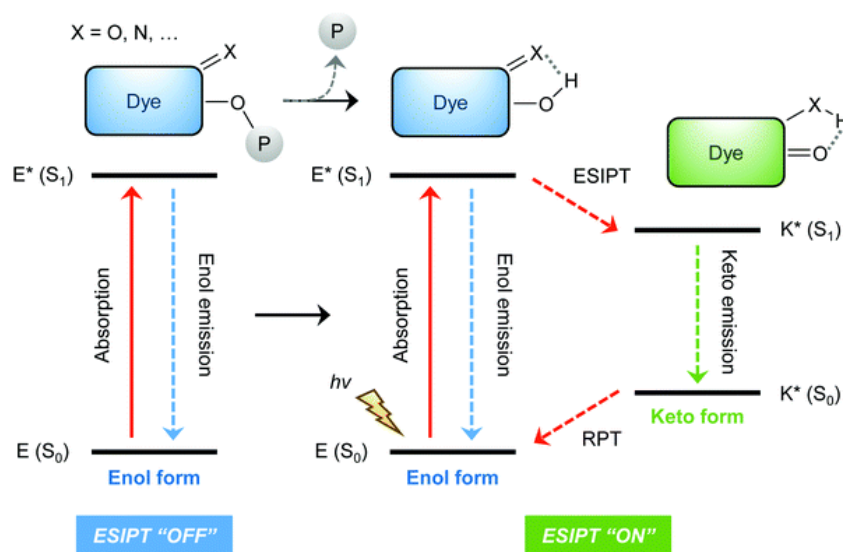 X = O, N, ...
P
X
Dye
O
P
X
H
Dye
O
X
H
Dye
O
E* (S₁)
E* (S₁)
ESIPT
K* (S₁)
Absorption
Enol emission
Absorption
Enol emission
Keto emission
hv
K* (S₀)
Keto form
RPT
E (S₀)
E (S₀)
Enol form
Enol form
ESIPT “OFF”
ESIPT “ON”